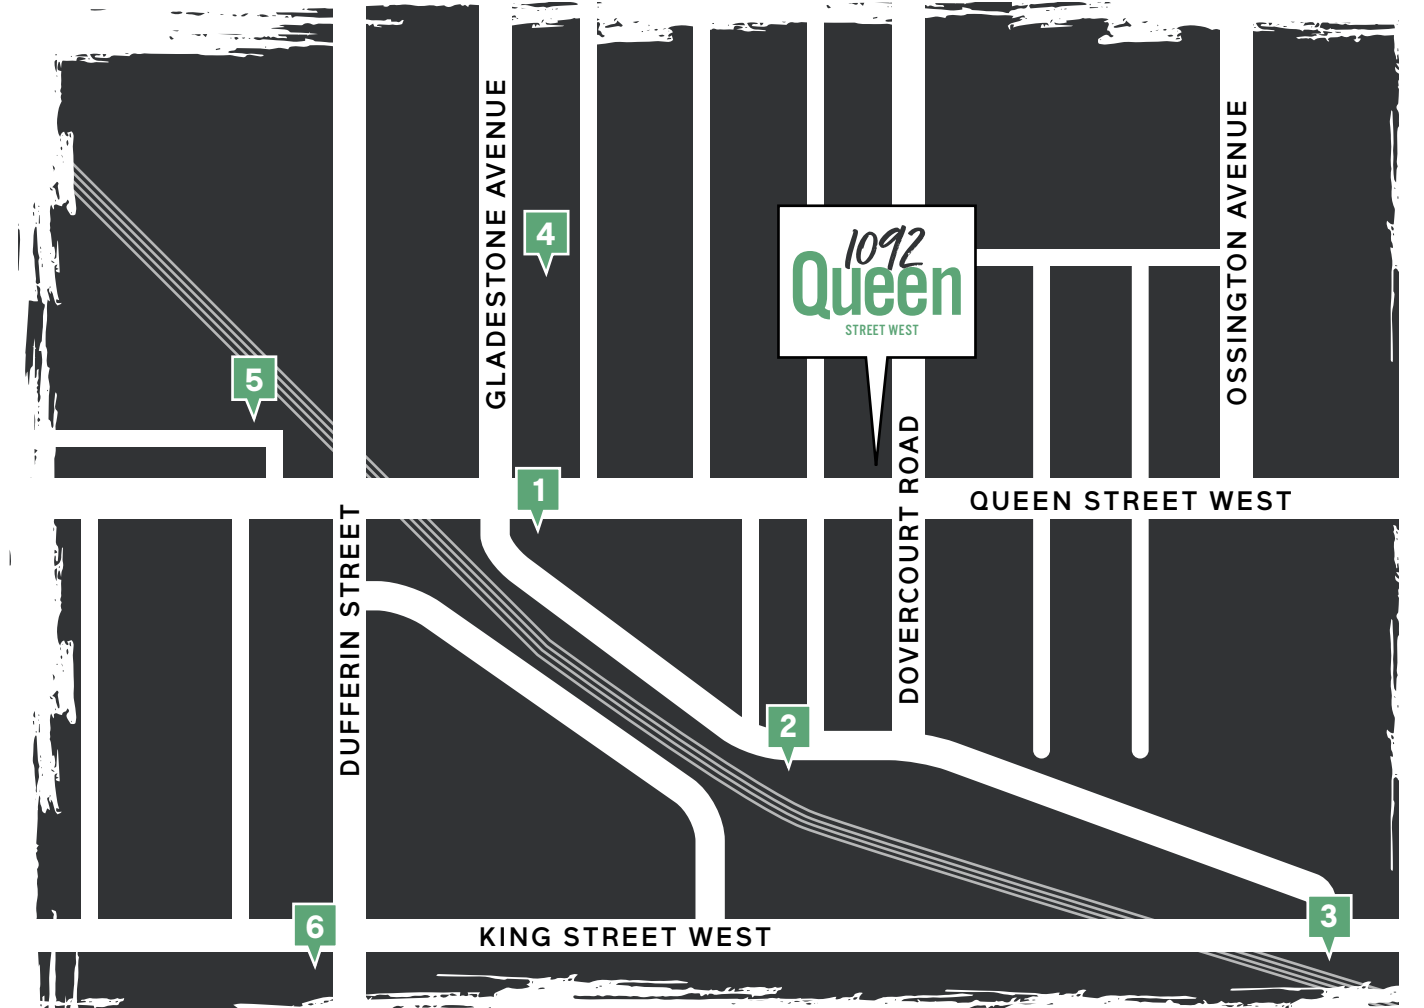 GLADESTONE AVENUE
OSSINGTON AVENUE
4
1092
Queen
STREET WEST
5
1
QUEEN STREET WEST
DOVERCOURT ROAD
DUFFERIN STREET
2
6
KING STREET WEST
3